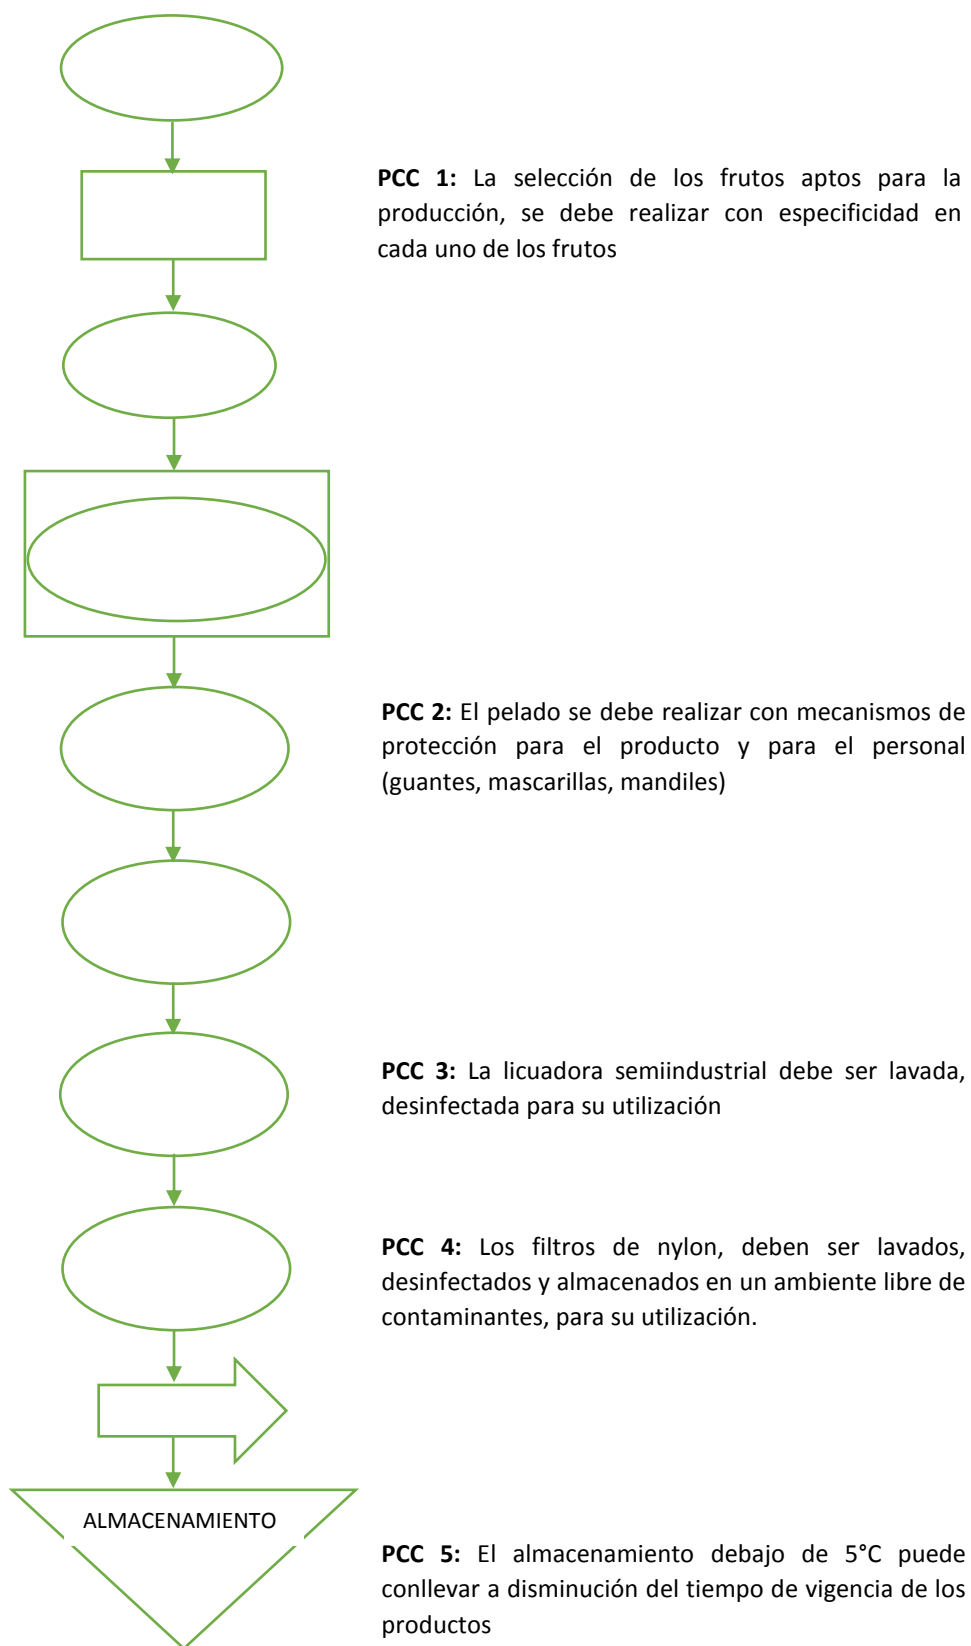 PCC 1: La selección de los frutos aptos para la
producción, se debe realizar con especificidad en
cada uno de los frutos
PCC 2: El pelado se debe realizar con mecanismos de
protección para el producto y para el personal
(guantes, mascarillas, mandiles)
PCC 3: La licuadora semiindustrial debe ser lavada,
desinfectada para su utilización
PCC 4: Los filtros de nylon, deben ser lavados,
desinfectados y almacenados en un ambiente libre de
contaminantes, para su utilización.
ALMACENAMIENTO
PCC 5: El almacenamiento debajo de 5°C puede
conllevar a disminución del tiempo de vigencia de los
productos